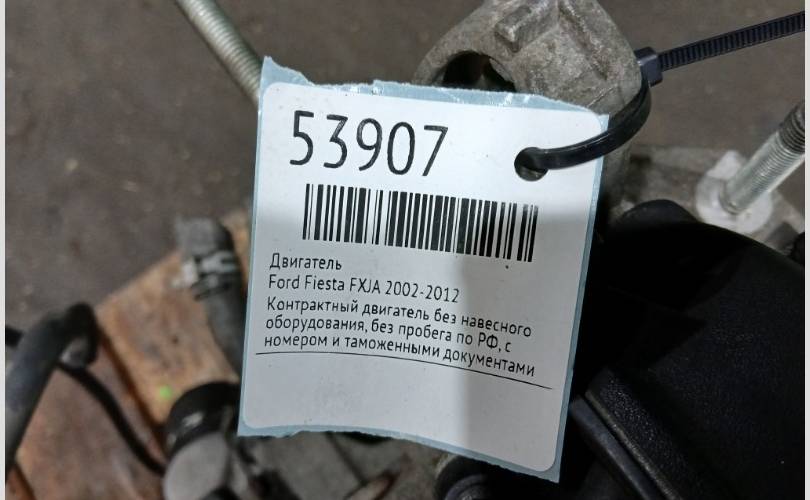 53907
Двигатель
Ford Fiesta FXJA 2002-2012
Контрактный двигатель без навесного
оборудования, без пробега по РФ, с
номером и таможенными документами